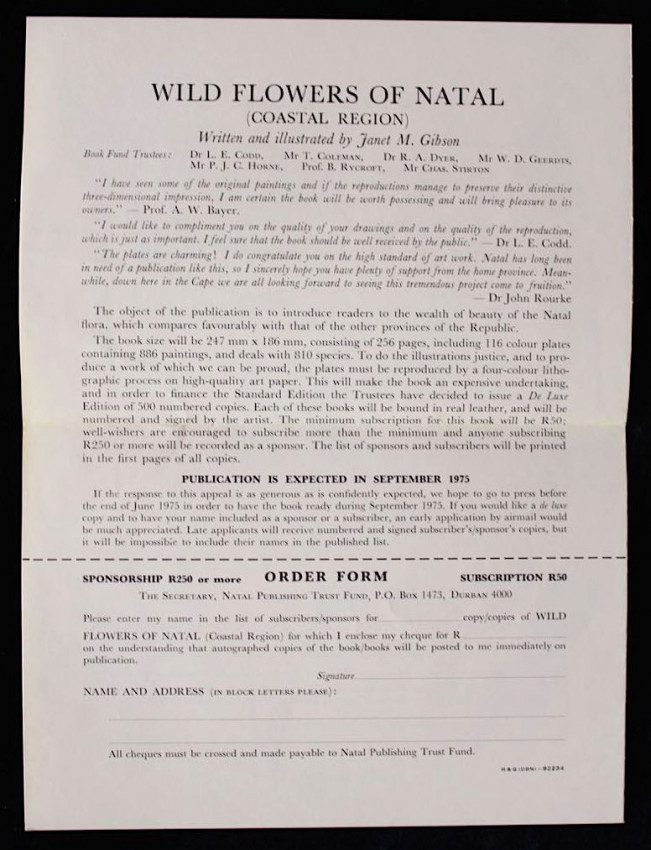 WILD FLOWERS OF NATAL
(COASTAL REGION)
Written and illustrated by Janet M. Gibson
Book Fund Trustees: Dr L. E. Codd, Mr T. Coleman, Dr R. A. Dyer, Mr W. D. Geerdts,
Mr P. J. C. Horne, Prof. B. Rycroft, Mr Chas. Stirton
"I have seen some of the original paintings and if the reproductions manage to preserve their distinctive
three-dimensional impression, I am certain the book will be worth possessing and will bring pleasure to its
owners." — Prof. A. W. Bayer.
"I would like to compliment you on the quality of your drawings and on the quality of the reproduction,
which is just as important. I feel sure that the book should be well received by the public." — Dr L. E. Codd.
"The plates are charming! I do congratulate you on the high standard of art work. Natal has long been
in need of a publication like this, so I sincerely hope you have plenty of support from the home province. Mean-
while, down here in the Cape we are all looking forward to seeing this tremendous project come to fruition."
— Dr John Rourke
The object of the publication is to introduce readers to the wealth of beauty of the Natal
flora, which compares favourably with that of the other provinces of the Republic.
The book size will be 247 mm x 186 mm, consisting of 256 pages, including 116 colour plates
containing 886 paintings, and deals with 810 species. To do the illustrations justice, and to pro-
duce a work of which we can be proud, the plates must be reproduced by a four-colour litho-
graphic process on high-quality art paper. This will make the book an expensive undertaking,
and in order to finance the Standard Edition the Trustees have decided to issue a De Luxe
Edition of 500 numbered copies. Each of these books will be bound in real leather, and will be
numbered and signed by the artist. The minimum subscription for this book will be R50;
well-wishers are encouraged to subscribe more than the minimum and anyone subscribing
R250 or more will be recorded as a sponsor. The list of sponsors and subscribers will be printed
in the first pages of all copies.
PUBLICATION IS EXPECTED IN SEPTEMBER 1975
If the response to this appeal is as generous as is confidently expected, we hope to go to press before
the end of June 1975 in order to have the book ready during September 1975. If you would like a de luxe
copy and to have your name included as a sponsor or a subscriber, an early application by airmail would
be much appreciated. Late applicants will receive numbered and signed subscriber's/sponsor's copies, but
it will be impossible to include their names in the published list.
SPONSORSHIP R250 or more ORDER FORM SUBSCRIPTION R50
The Secretary, Natal Publishing Trust Fund, P.O. Box 1473, Durban 4000
Please enter my name in the list of subscribers/sponsors for copy/copies of WILD
FLOWERS OF NATAL (Coastal Region) for which I enclose my cheque for R
on the understanding that autographed copies of the book/books will be posted to me immediately on
publication.
Signature
NAME AND ADDRESS (IN BLOCK LETTERS PLEASE):
All cheques must be crossed and made payable to Natal Publishing Trust Fund.
H & G (DBN) - 92254